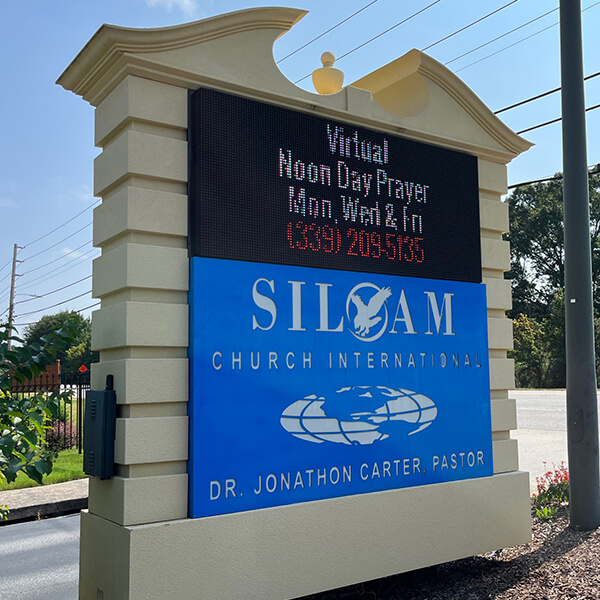 Virtual
Noon Day Prayer
Mon, Wed & Fri
(339) 209-5135
SILOAM
CHURCH INTERNATIONAL
DR. JONATHON CARTER, PASTOR